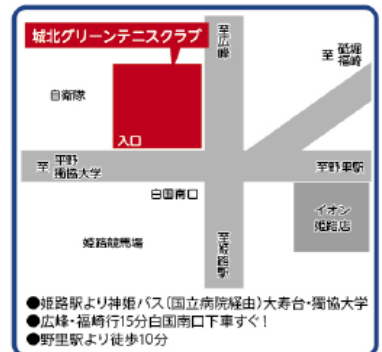 城北グリーンテニスクラブ
至広峰
至 砥堀
福崎
自衛隊
入口
至 平野
獨協大学
至野里駅
白国南口
イオン
姫路店
姫路競馬場
至姫路駅
●姫路駅より神姫バス(国立病院経由)大寿台・獨協大学
●広峰・福崎行15分白国南口下車すぐ!
●野里駅より徒歩10分